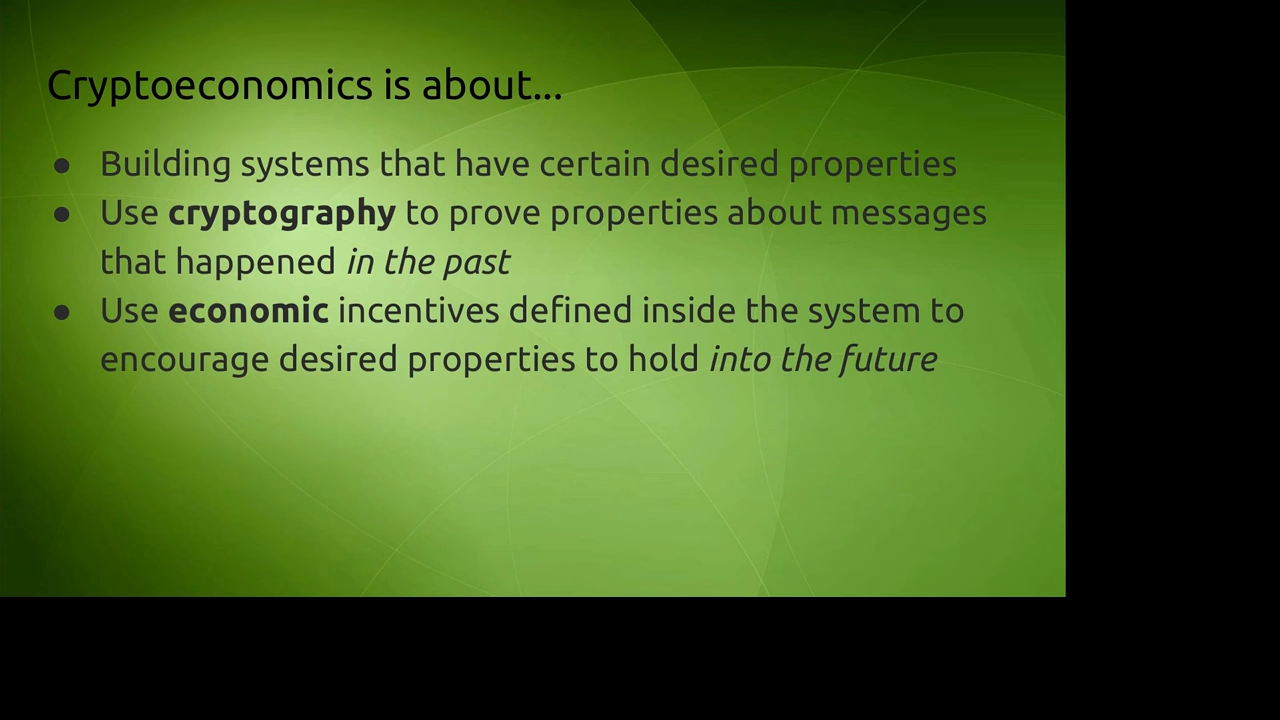 Cryptoeconomics is about...
● Building systems that have certain desired properties
● Use cryptography to prove properties about messages
that happened in the past
● Use economic incentives defined inside the system to
encourage desired properties to hold into the future